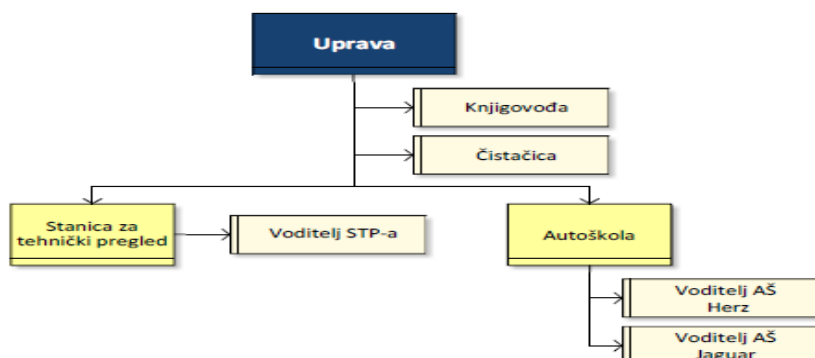 Uprava
Knjigovođa
Čistačica
Stanica za
tehnički pregled
Voditelj STP-a
Autoškola
Voditelj AŠ
Herz
Voditelj AŠ
Jaguar